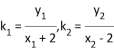 k₁ = y₁/(x₁ + 2), k₂ = y₂/(x₂ - 2)